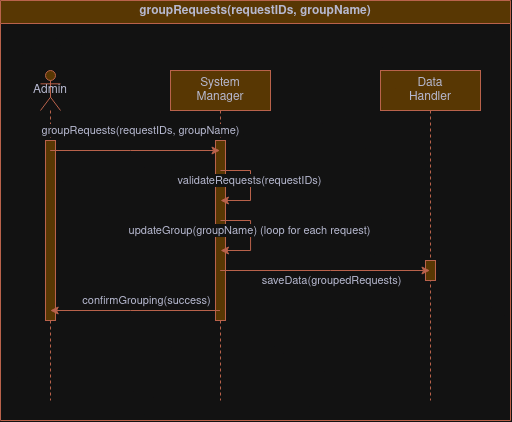 groupRequests(requestIDs, groupName)
Admin
System
Manager
Data
Handler
groupRequests(requestIDs, groupName)
validateRequests(requestIDs)
updateGroup(groupName) (loop for each request)
saveData(groupedRequests)
confirmGrouping(success)